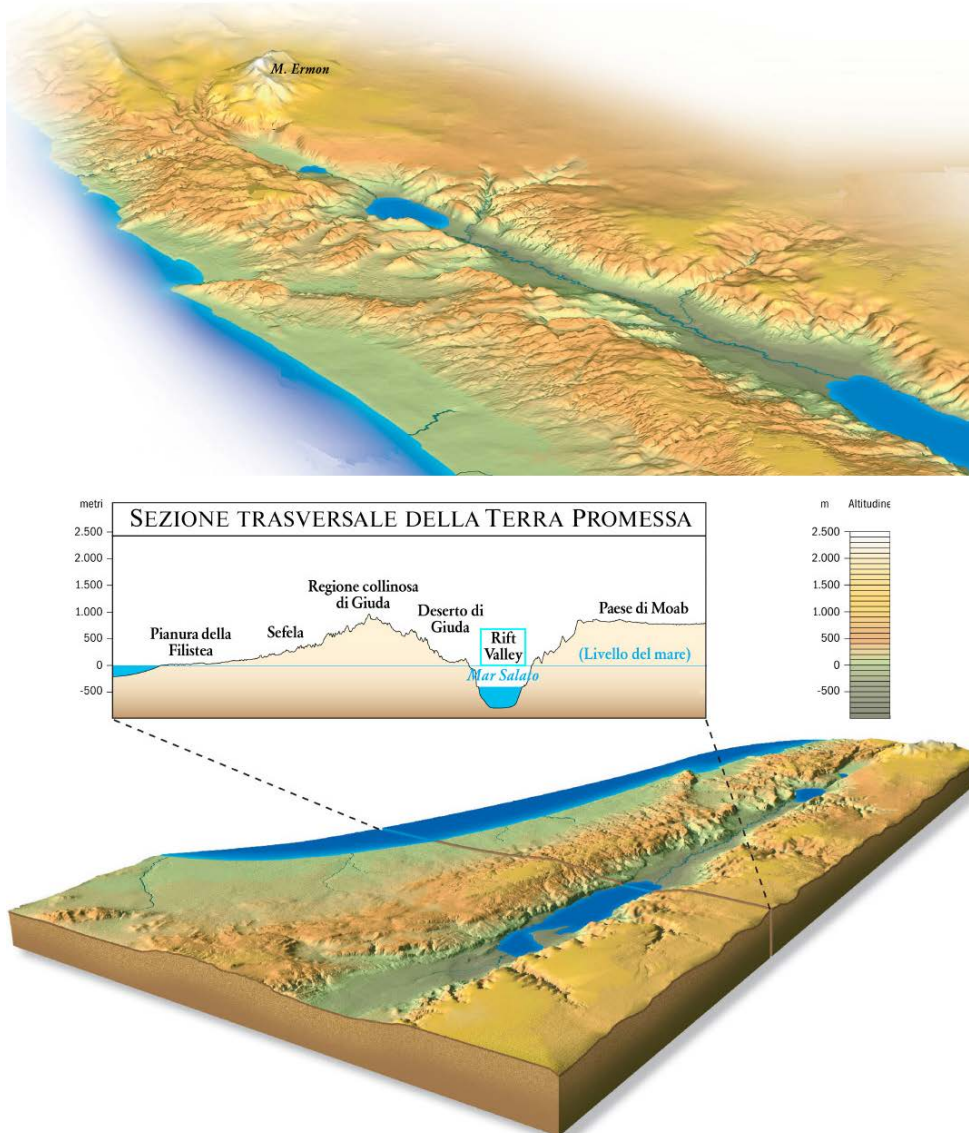 M. Ermon
metri
SEZIONE TRASVERSALE DELLA TERRA PROMESSA
2.500
2.000
1.500
1.000
500
0
-500
Regione collinosa
di Giuda
Pianura della
Filistea
Sefela
Deserto di
Giuda
Rift
Valley
Mar Salato
Paese di Moab
(Livello del mare)
m Altitudine
2.500
2.000
1.500
1.000
500
0
-500